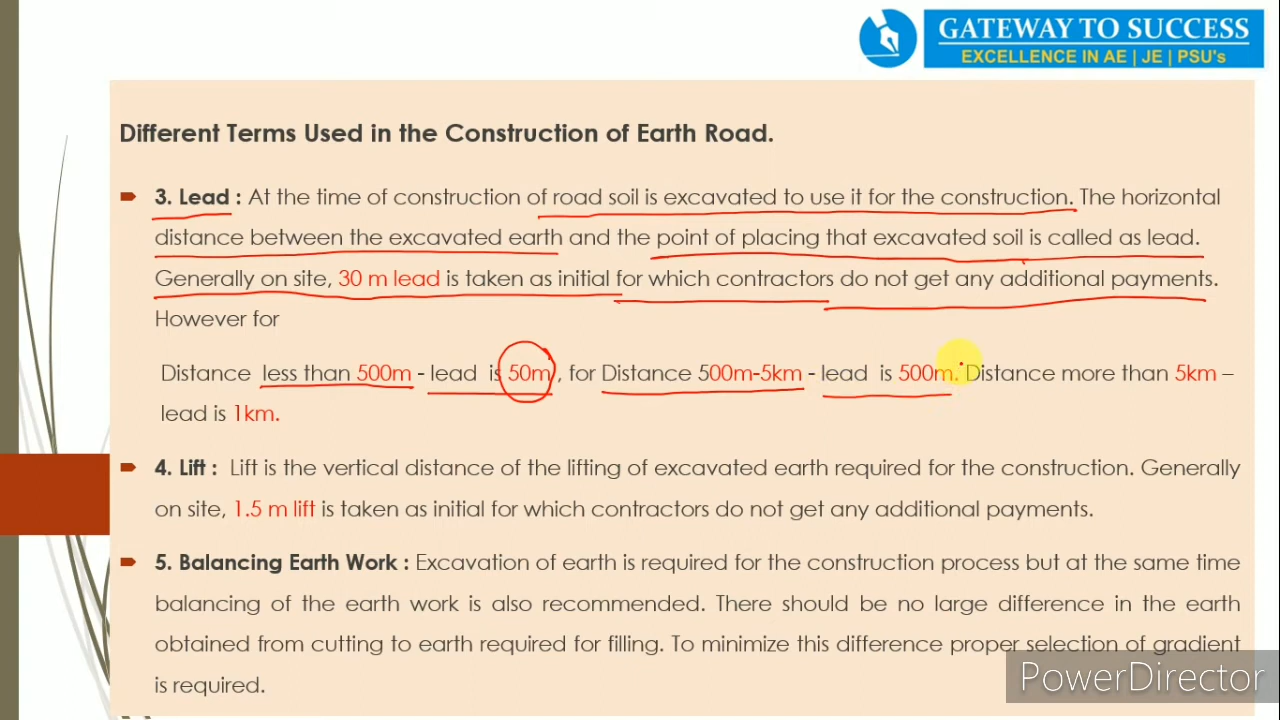 GATEWAY TO SUCCESS
EXCELLENCE IN AE | JE | PSU's
Different Terms Used in the Construction of Earth Road.
3. Lead : At the time of construction of road soil is excavated to use it for the construction. The horizontal
distance between the excavated earth and the point of placing that excavated soil is called as lead.
Generally on site, 30 m lead is taken as initial for which contractors do not get any additional payments.
However for
Distance less than 500m - lead is 50m , for Distance 500m-5km - lead is 500m. Distance more than 5km –
lead is 1km.
4. Lift : Lift is the vertical distance of the lifting of excavated earth required for the construction. Generally
on site, 1.5 m lift is taken as initial for which contractors do not get any additional payments.
5. Balancing Earth Work : Excavation of earth is required for the construction process but at the same time
balancing of the earth work is also recommended. There should be no large difference in the earth
obtained from cutting to earth required for filling. To minimize this difference proper selection of gradient
is required.
PowerDirector